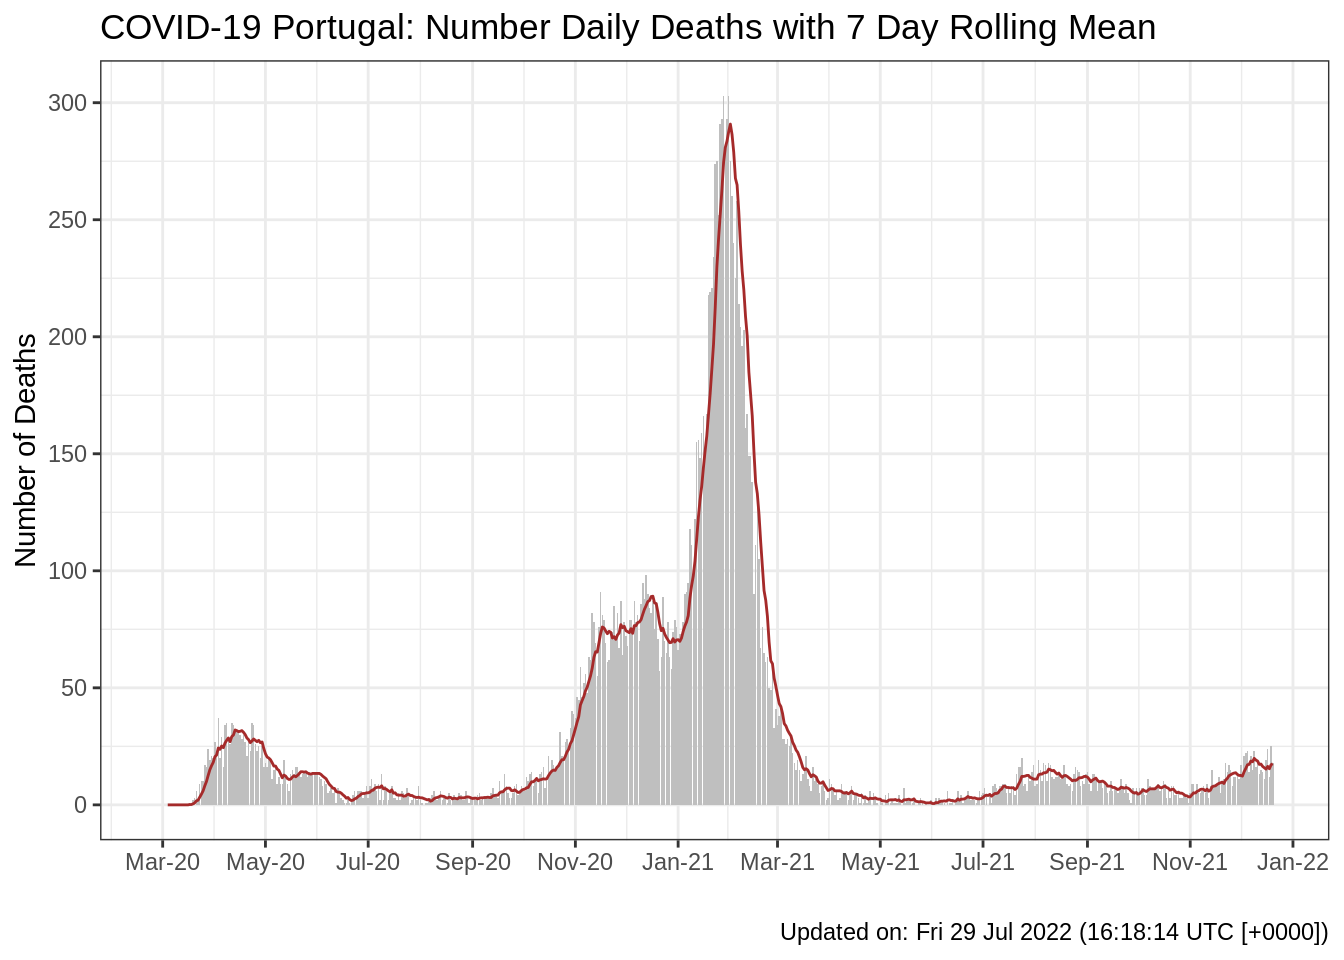 COVID-19 Portugal: Number Daily Deaths with 7 Day Rolling Mean
Number of Deaths
300
250
200
150
100
50
0
Mar-20 May-20 Jul-20 Sep-20 Nov-20 Jan-21 Mar-21 May-21 Jul-21 Sep-21 Nov-21 Jan-22
Updated on: Fri 29 Jul 2022 (16:18:14 UTC [+0000])